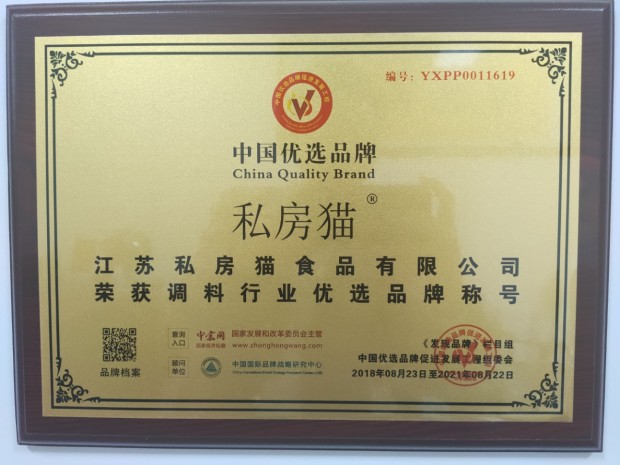 编号：YXPP0011619
中国优选品牌
China Quality Brand
私房猫®
江苏私房猫食品有限公司
荣获调料行业优选品牌称号
品牌档案
查询入口
国家发展和改革委员会主管
www.zhonghongwang.com
顾问单位
中国国际品牌战略研究中心
《发现品牌》栏目组
中国优选品牌促进发展工程组委会
2018年08月23日至2021年08月22日